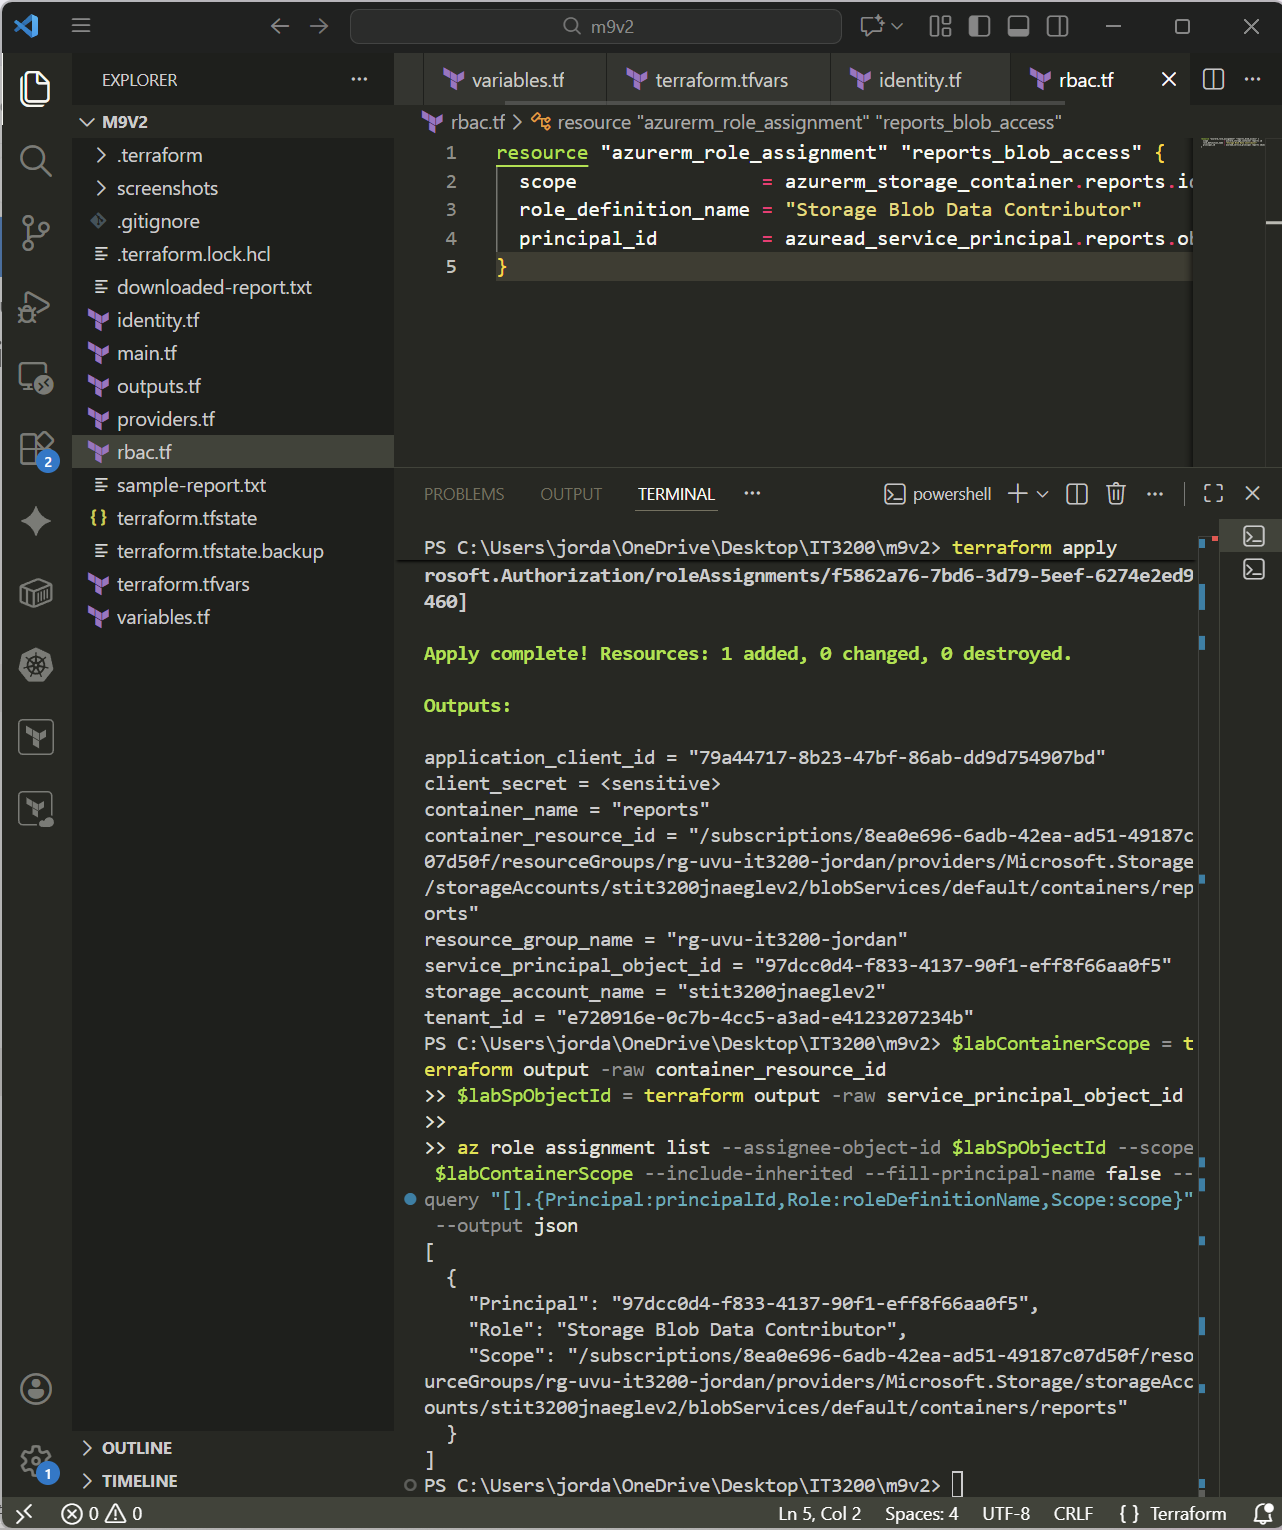 m9v2
EXPLORER
variables.tf
terraform.tfvars
identity.tf
rbac.tf
M9V2
rbac.tf > resource "azurerm_role_assignment" "reports_blob_access"
.terraform
screenshots
.gitignore
.terraform.lock.hcl
downloaded-report.txt
identity.tf
main.tf
outputs.tf
providers.tf
rbac.tf
sample-report.txt
{} terraform.tfstate
terraform.tfstate.backup
terraform.tfvars
variables.tf
2
1 resource "azurerm_role_assignment" "reports_blob_access" {
2 scope = azurerm_storage_container.reports.i
3 role_definition_name = "Storage Blob Data Contributor"
4 principal_id = azuread_service_principal.reports.o
5 }
PROBLEMS OUTPUT TERMINAL ... powershell
PS C:\Users\jorda\OneDrive\Desktop\IT3200\m9v2> terraform apply
rosoft.Authorization/roleAssignments/f5862a76-7bd6-3d79-5eef-6274e2ed9
460]
Apply complete! Resources: 1 added, 0 changed, 0 destroyed.
Outputs:
application_client_id = "79a44717-8b23-47bf-86ab-dd9d754907bd"
client_secret = <sensitive>
container_name = "reports"
container_resource_id = "/subscriptions/8ea0e696-6adb-42ea-ad51-49187c
07d50f/resourceGroups/rg-uvu-it3200-jordan/providers/Microsoft.Storage
/storageAccounts/stit3200jnaeglev2/blobServices/default/containers/rep
orts"
resource_group_name = "rg-uvu-it3200-jordan"
service_principal_object_id = "97dcc0d4-f833-4137-90f1-eff8f66aa0f5"
storage_account_name = "stit3200jnaeglev2"
tenant_id = "e720916e-0c7b-4cc5-a3ad-e4123207234b"
PS C:\Users\jorda\OneDrive\Desktop\IT3200\m9v2> $labContainerScope = t
erraform output -raw container_resource_id
>> $labSpObjectId = terraform output -raw service_principal_object_id
>>
>> az role assignment list --assignee-object-id $labSpObjectId --scope
$labContainerScope --include-inherited --fill-principal-name false --
query "[].{Principal:principalId,Role:roleDefinitionName,Scope:scope}"
--output json
[
{
"Principal": "97dcc0d4-f833-4137-90f1-eff8f66aa0f5",
"Role": "Storage Blob Data Contributor",
"Scope": "/subscriptions/8ea0e696-6adb-42ea-ad51-49187c07d50f/reso
urceGroups/rg-uvu-it3200-jordan/providers/Microsoft.Storage/storageAcc
ounts/stit3200jnaeglev2/blobServices/default/containers/reports"
}
]
PS C:\Users\jorda\OneDrive\Desktop\IT3200\m9v2>
OUTLINE
TIMELINE
1
0 0
Ln 5, Col 2 Spaces: 4 UTF-8 CRLF {} Terraform